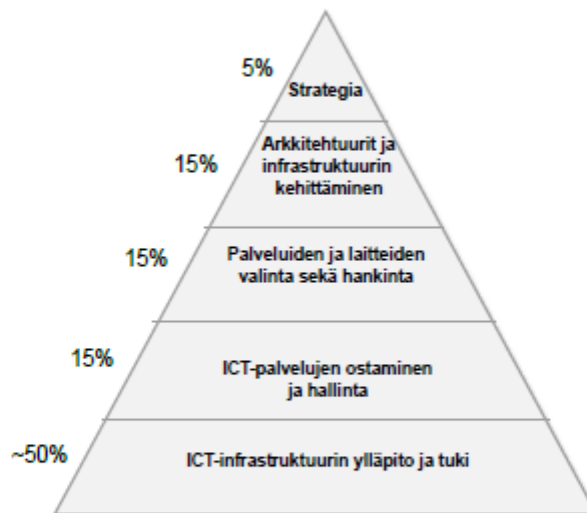 5%
Strategia
15%
Arkkitehtuurit ja
infrastruktuurin
kehittäminen
15%
Palveluiden ja laitteiden
valinta sekä hankinta
15%
ICT-palvelujen ostaminen
ja hallinta
~50%
ICT-infrastruktuurin ylläpito ja tuki